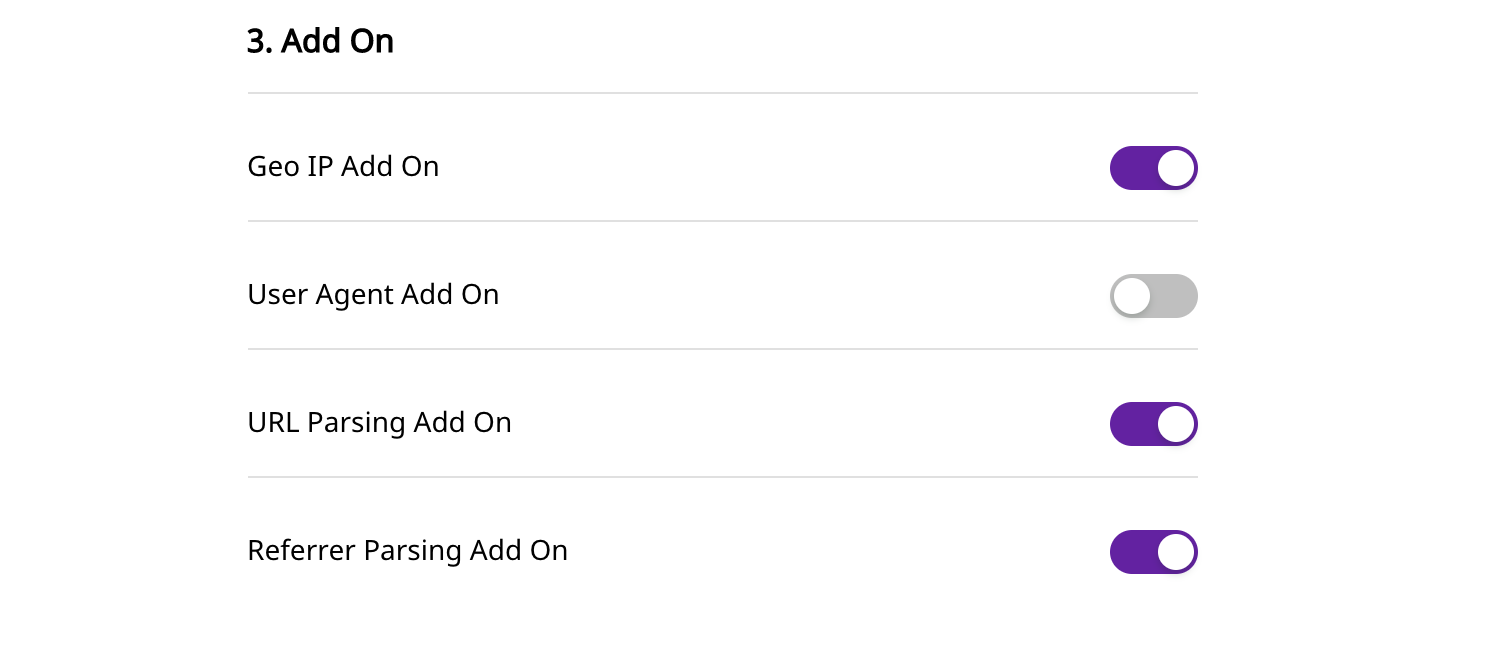 3. Add On
Geo IP Add On
User Agent Add On
URL Parsing Add On
Referrer Parsing Add On